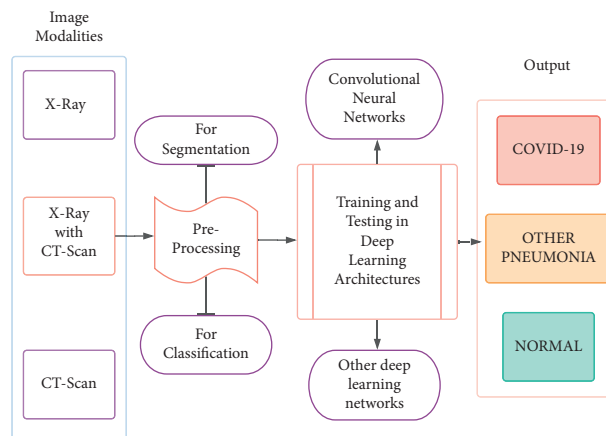 Image
Modalities
X-Ray
X-Ray
with
CT-Scan
CT-Scan
For
Segmentation
Pre-
Processing
For
Classification
Convolutional
Neural
Networks
Training and
Testing in
Deep
Learning
Architectures
Other deep
learning
networks
Output
COVID-19
OTHER
PNEUMONIA
NORMAL